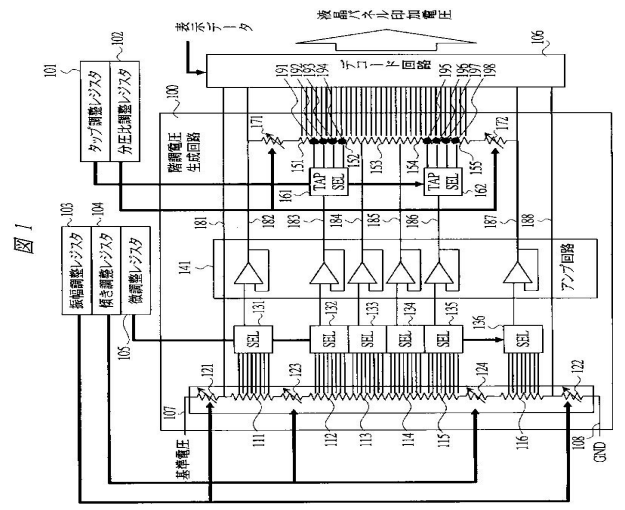 図 1
振幅調整レジスタ
傾き調整レジスタ
微調整レジスタ
103
104
105
タップ調整レジスタ
分圧比調整レジスタ
101
102
階調電圧
生成回路
100
表示データ
液晶パネル印加電圧
デコード回路
106
基準電圧
107
121
111
123
112
113
114
115
124
116
122
108
GND
SEL
131
SEL
132
SEL
133
SEL
134
SEL
135
SEL
136
141
アンプ回路
181
182
183
184
185
186
187
188
TAP
SEL
161
TAP
SEL
162
171
151
152
153
154
155
172
191
192
193
194
195
196
197
198